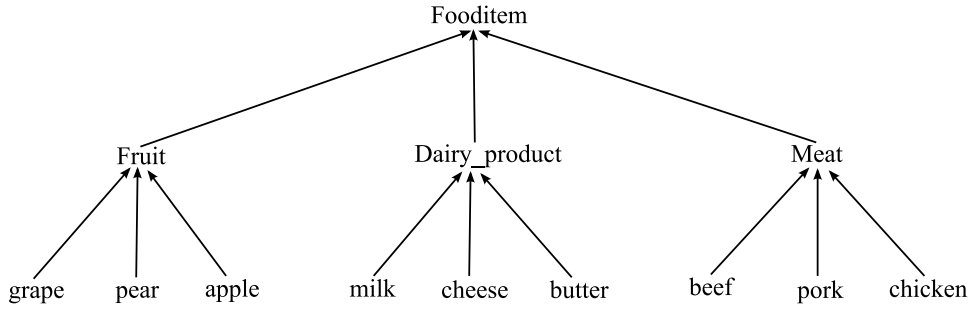 Fooditem
Fruit Dairy_product Meat
grape pear apple milk cheese butter beef pork chicken